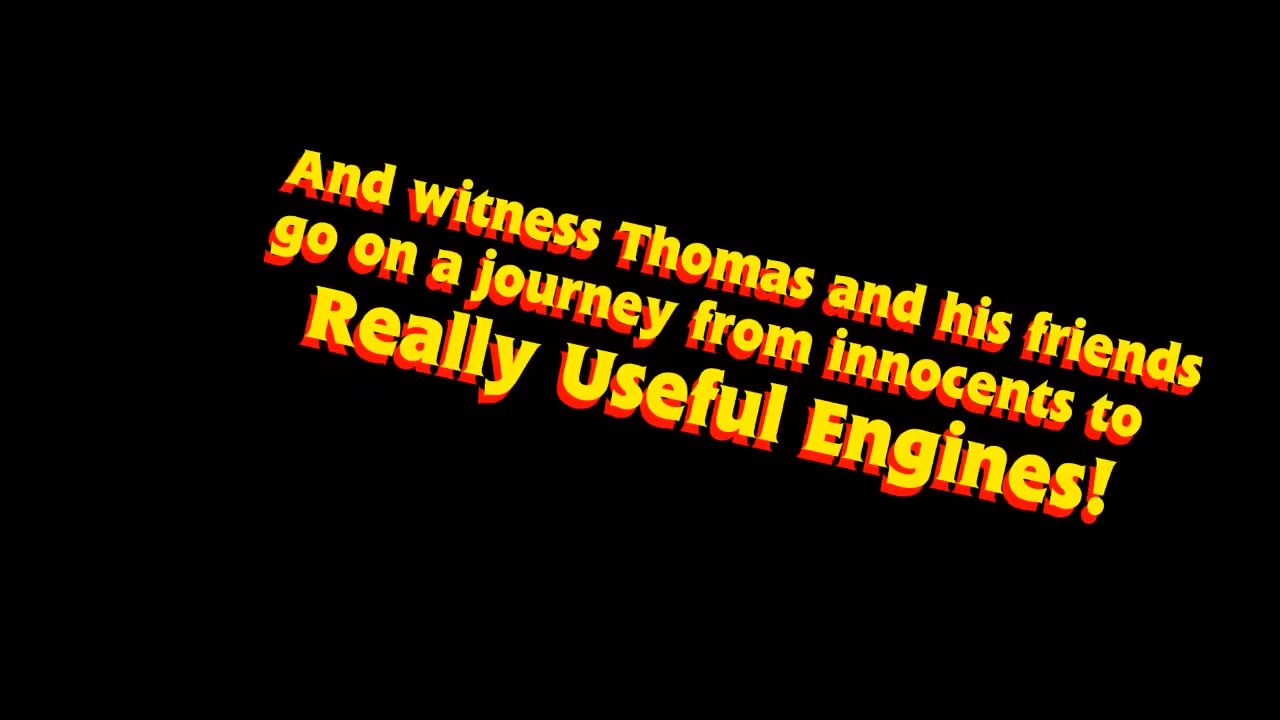 And witness Thomas and his friends
go on a journey from innocents to
Really Useful Engines!